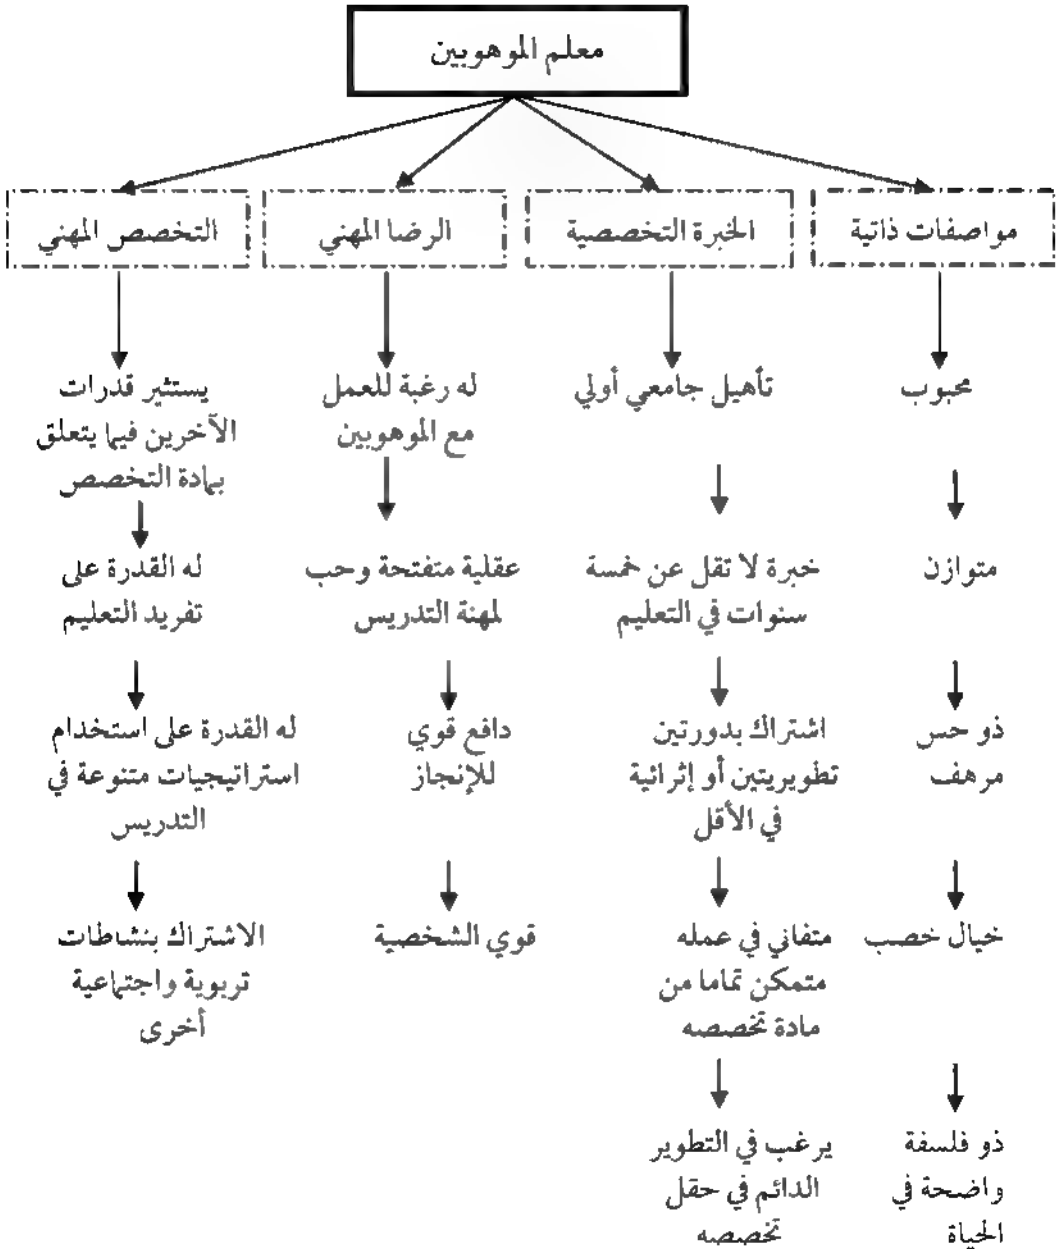 معلم الموهوبين
مواصفات ذاتية
الخبرة التخصصية
الرضا المهني
التخصص المهني
محبوب
متوازن
ذو حس
مرهف
خيال خصب
ذو فلسفة
واضحة في
الحياة
تأهيل جامعي أولي
خبرة لا تقل عن خمسة
سنوات في التعليم
اشتراك بدورتين
تطويريتين أو إثرائية
في الأقل
متفاني في عمله
متمكن تماما من
مادة تخصصه
يرغب في التطوير
الدائم في حقل
تخصصه
له رغبة للعمل
مع الموهوبين
عقلية متفتحة وحب
لمهنة التدريس
دافع قوي
للإنجاز
قوي الشخصية
يستثير قدرات
الآخرين فيما يتعلق
بمادة التخصص
له القدرة على
تفريد التعليم
له القدرة على استخدام
استراتيجيات متنوعة في
التدريس
الاشتراك بنشاطات
تربوية واجتماعية
أخرى